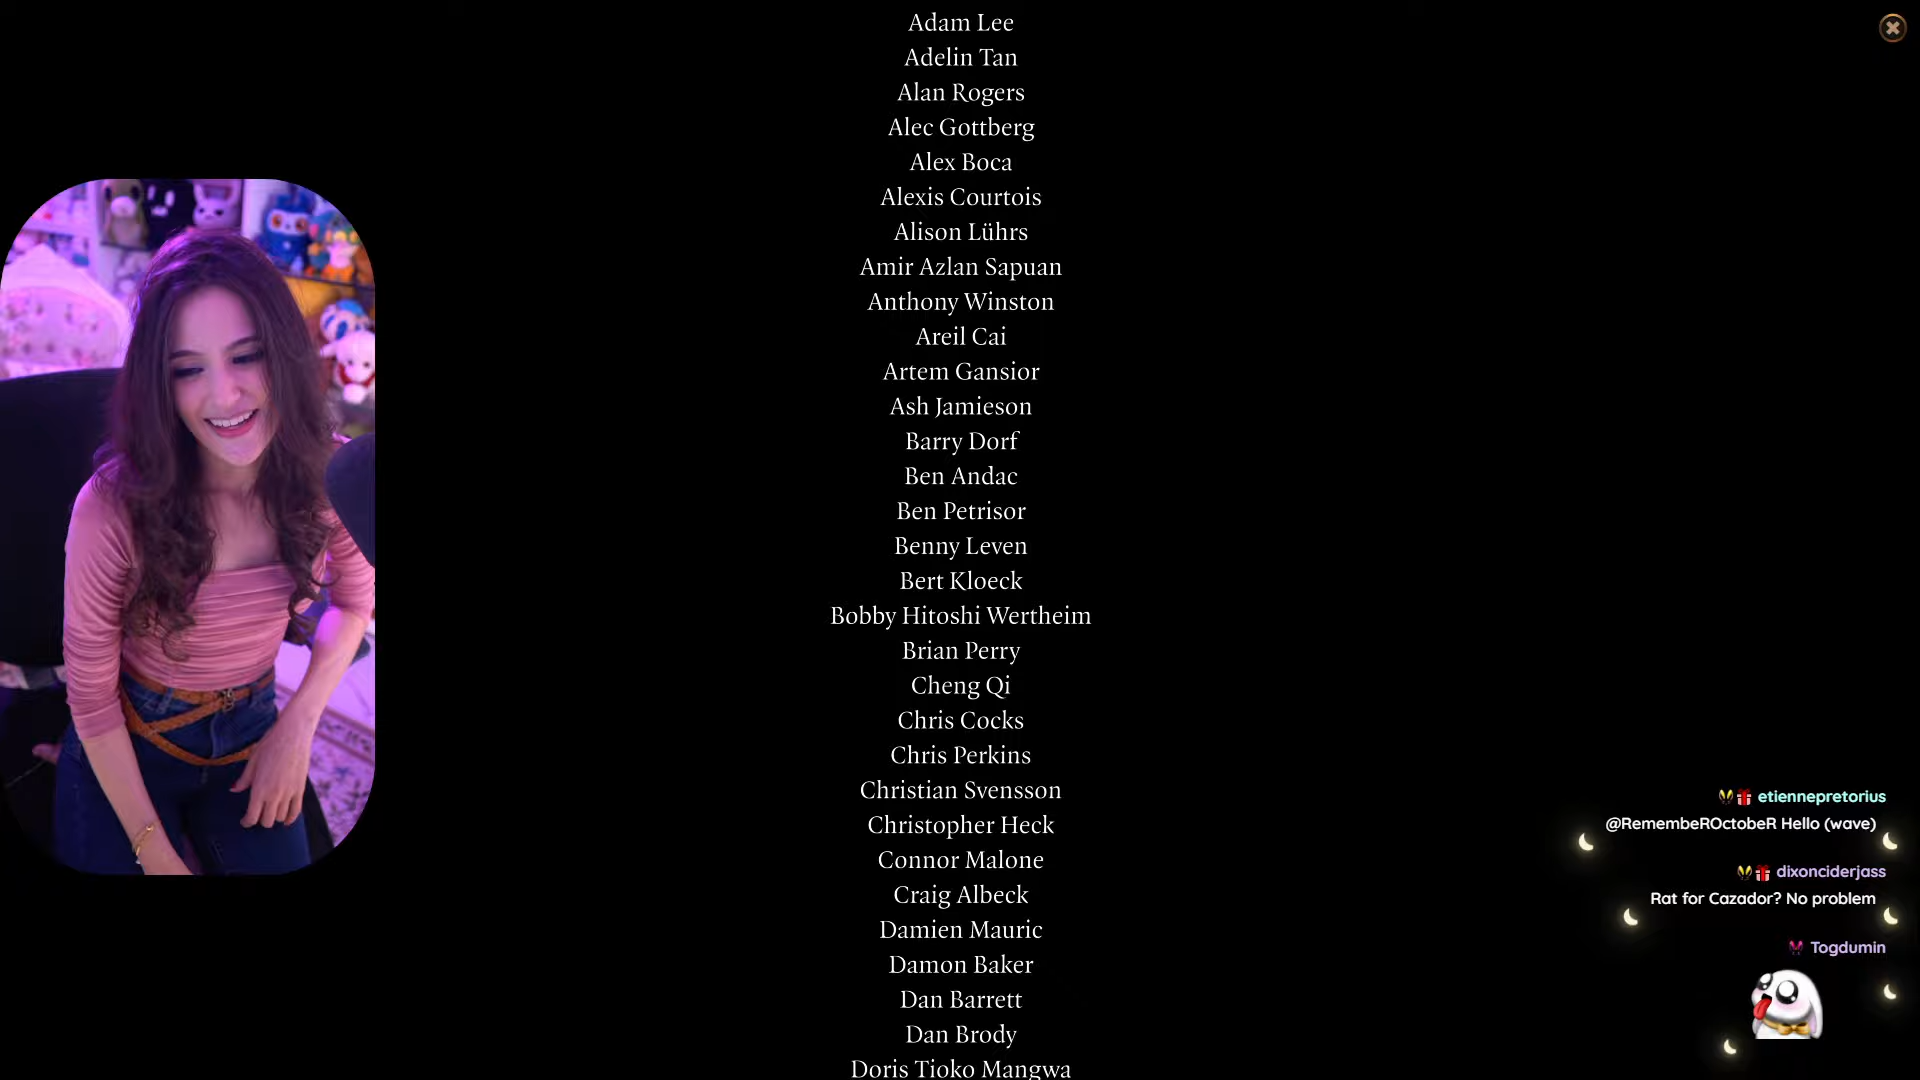 Adam Lee
Adelin Tan
Alan Rogers
Alec Gottberg
Alex Boca
Alexis Courtois
Alison Lührs
Amir Azlan Sapuan
Anthony Winston
Areil Cai
Artem Gansior
Ash Jamieson
Barry Dorf
Ben Andac
Ben Petrisor
Benny Leven
Bert Kloeck
Bobby Hitoshi Wertheim
Brian Perry
Cheng Qi
Chris Cocks
Chris Perkins
Christian Svensson
Christopher Heck
Connor Malone
Craig Albeck
Damien Mauric
Damon Baker
Dan Barrett
Dan Brody
Doris Tioko Mangwa
etiennepretorius
@RemembeROctobeR Hello (wave)
dixonciderjass
Rat for Cazador? No problem
Togdumin